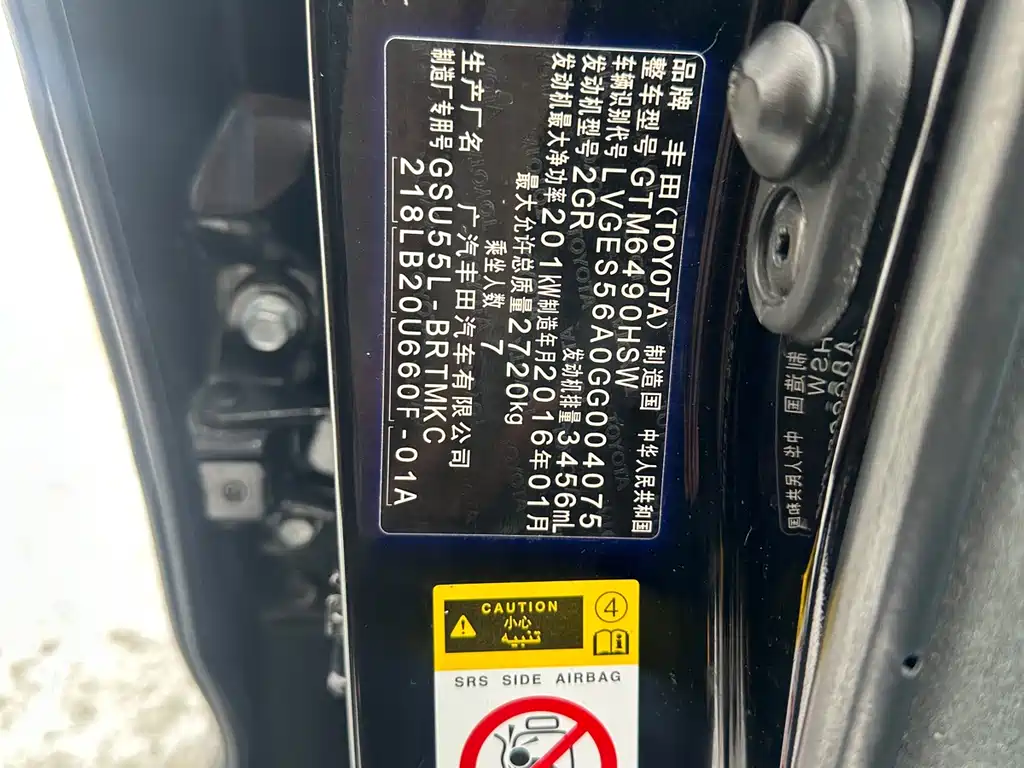 品牌 丰田(TOYOTA) 制造国 中华人民共和国
整车型号 GTM6490HSW
车辆识别代号 LVGES56A0GG004075
发动机型号 2GR 发动机排量 3456mL
发动机最大净功率 201kW 制造年月 2016年01月
最大允许总质量 2720kg
乘坐人数 7
生产厂名 广汽丰田汽车有限公司
制造厂专用号 GSU55L-BRTMKC
218LB20U660F-01A
CAUTION
小心
تنبيه
4
SRS SIDE AIRBAG